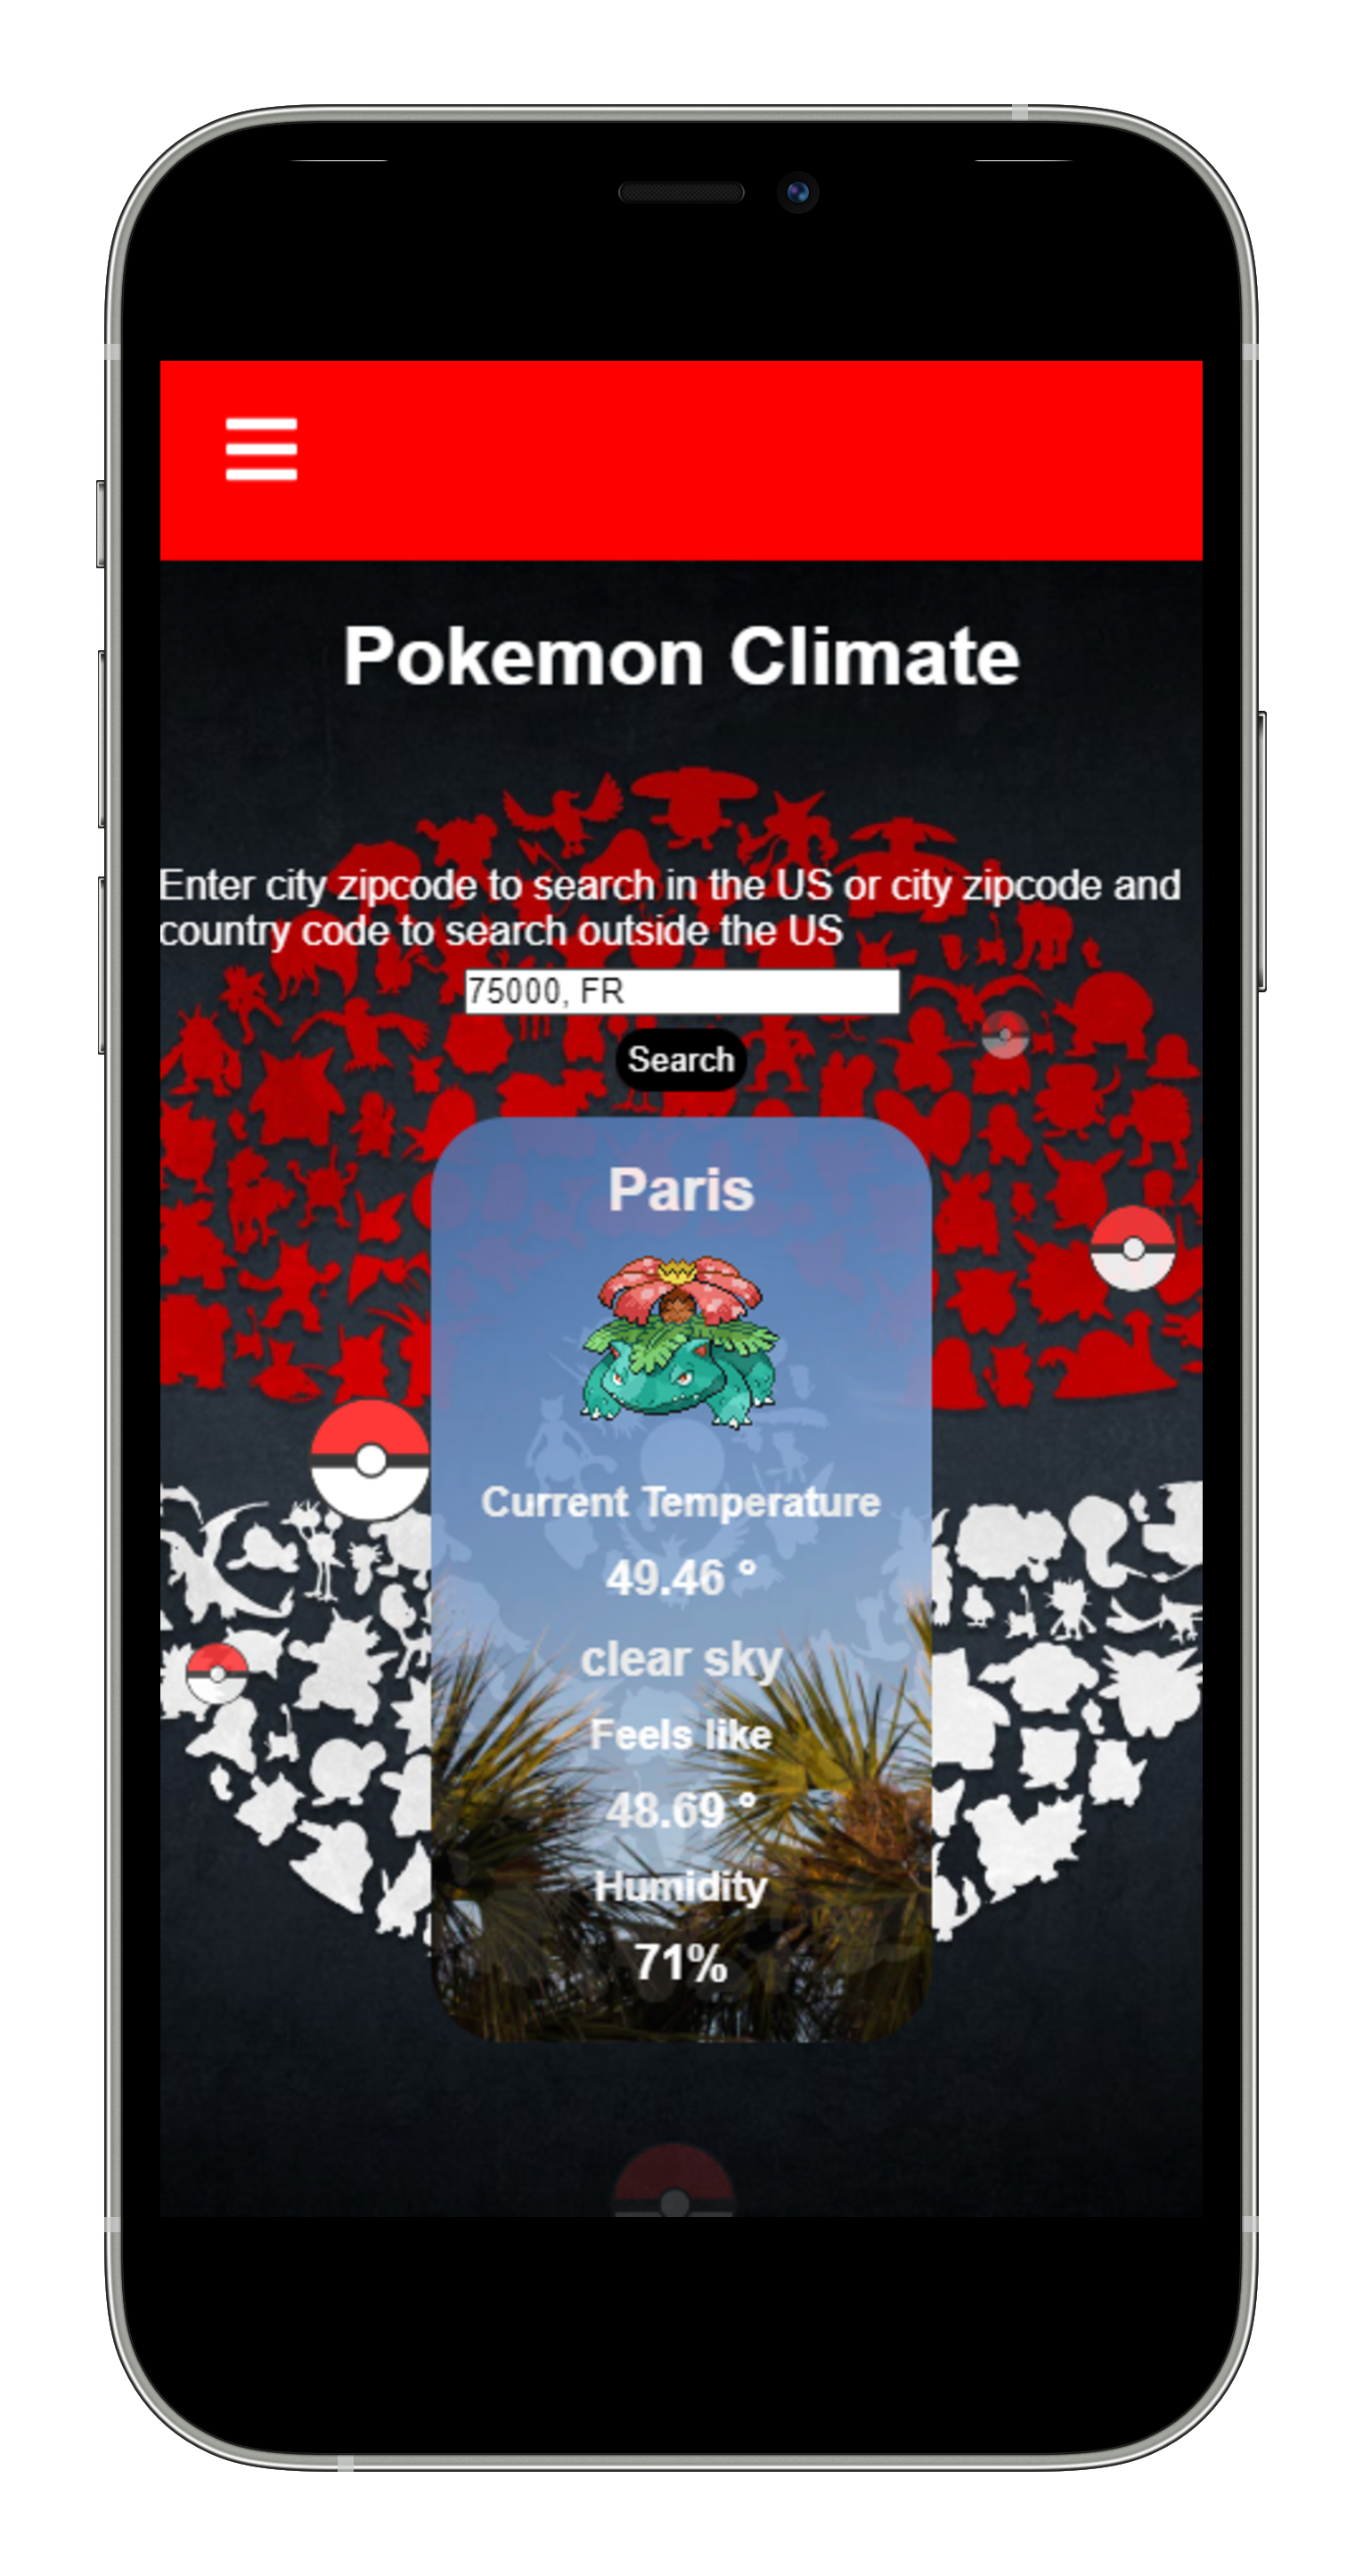 Pokemon Climate
Enter city zipcode to search in the US or city zipcode and
country code to search outside the US
75000, FR
Search
Paris
Current Temperature
49.46 °
clear sky
Feels like
48.69 °
Humidity
71%